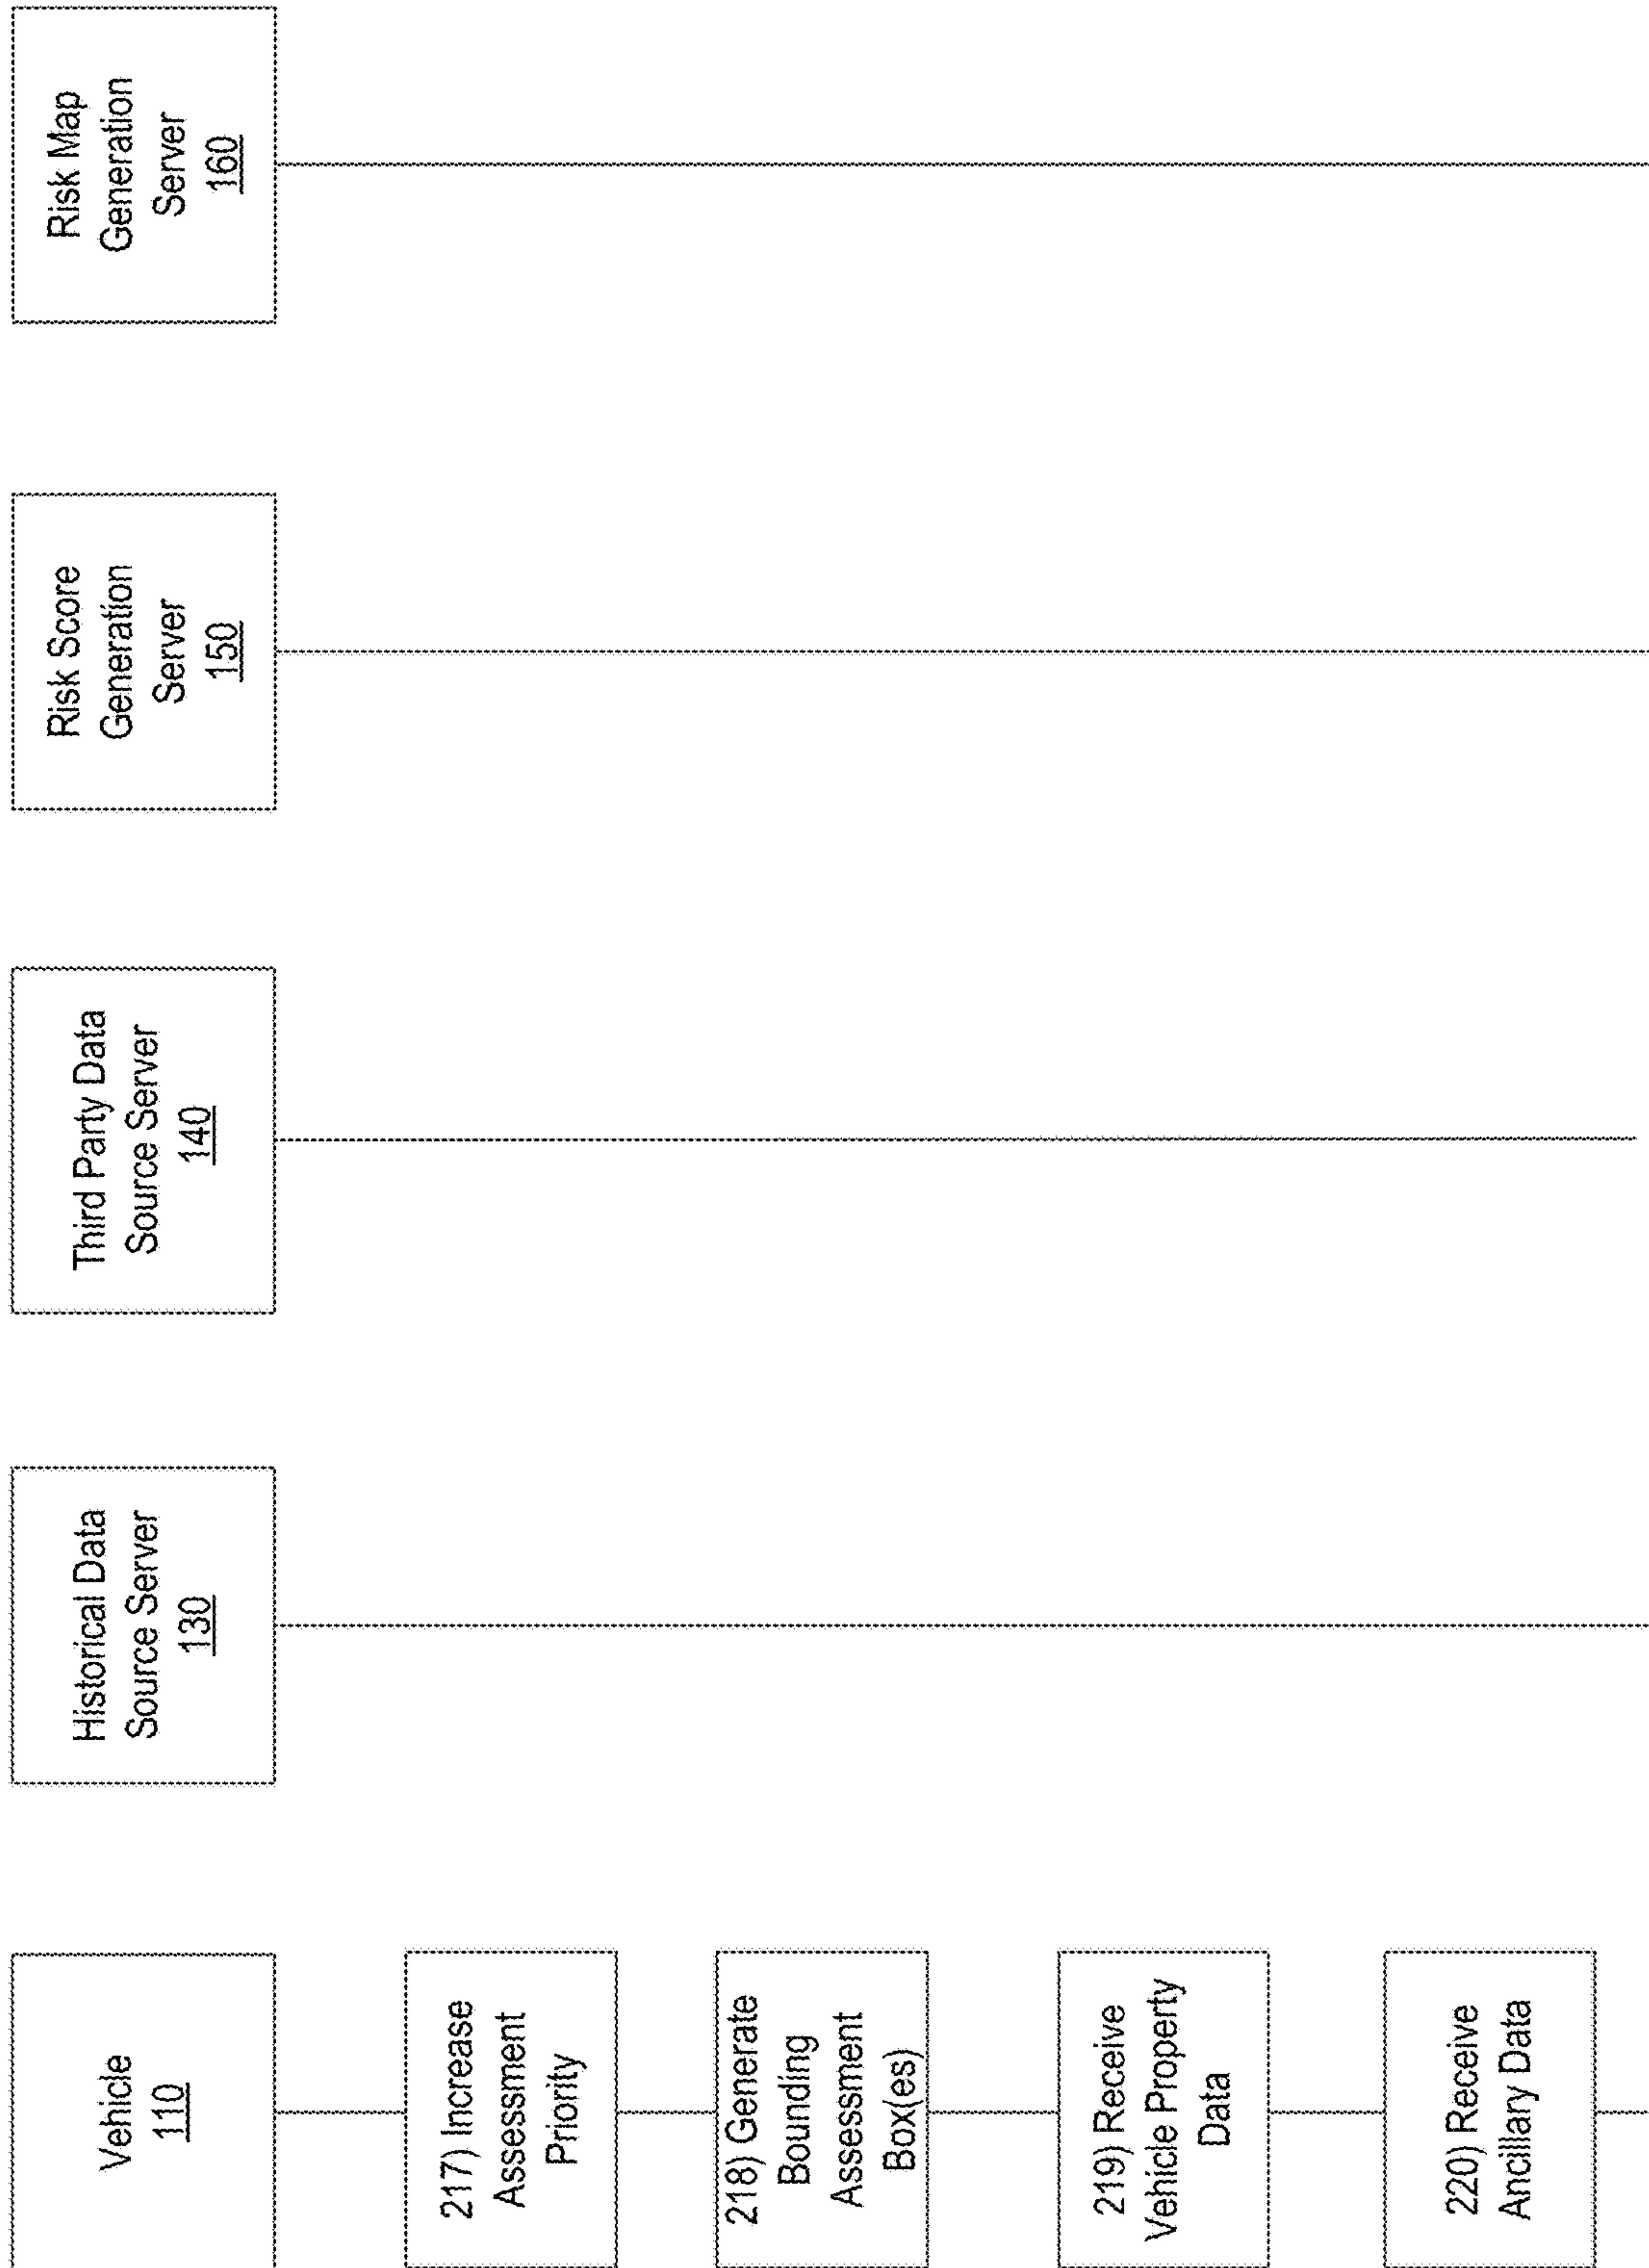 Vehicle
110
Historical Data
Source Server
130
Third Party Data
Source Server
140
Risk Score
Generation
Server
150
Risk Map
Generation
Server
160
217) Increase
Assessment
Priority
218) Generate
Bounding
Assessment
Box(es)
219) Receive
Vehicle Property
Data
220) Receive
Ancillary Data